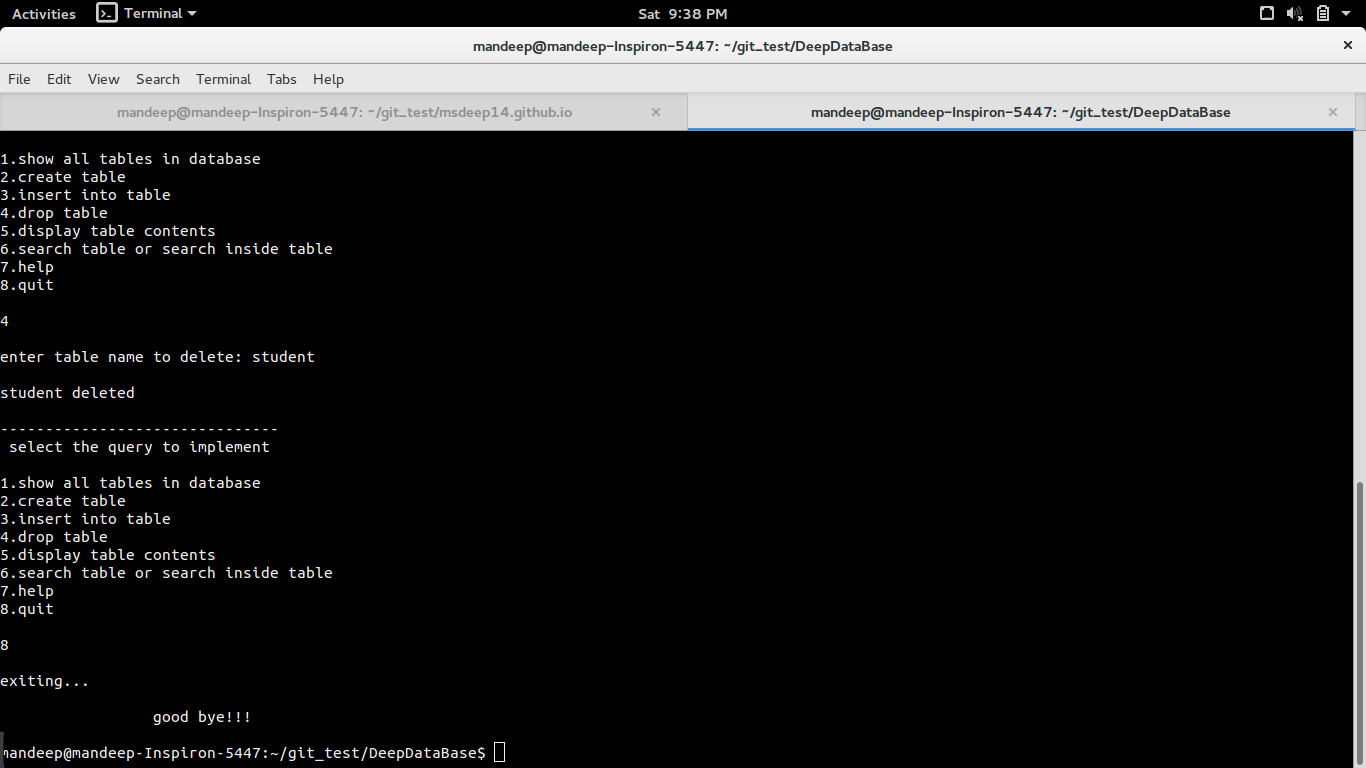 Activities Terminal Sat 9:38 PM
mandeep@mandeep-Inspiron-5447: ~/git_test/DeepDataBase
File Edit View Search Terminal Tabs Help
mandeep@mandeep-Inspiron-5447: ~/git_test/msdeep14.github.io mandeep@mandeep-Inspiron-5447: ~/git_test/DeepDataBase
1.show all tables in database
2.create table
3.insert into table
4.drop table
5.display table contents
6.search table or search inside table
7.help
8.quit
4
enter table name to delete: student
student deleted
-------------------------------
select the query to implement
1.show all tables in database
2.create table
3.insert into table
4.drop table
5.display table contents
6.search table or search inside table
7.help
8.quit
8
exiting...
good bye!!!
mandeep@mandeep-Inspiron-5447:~/git_test/DeepDataBase$